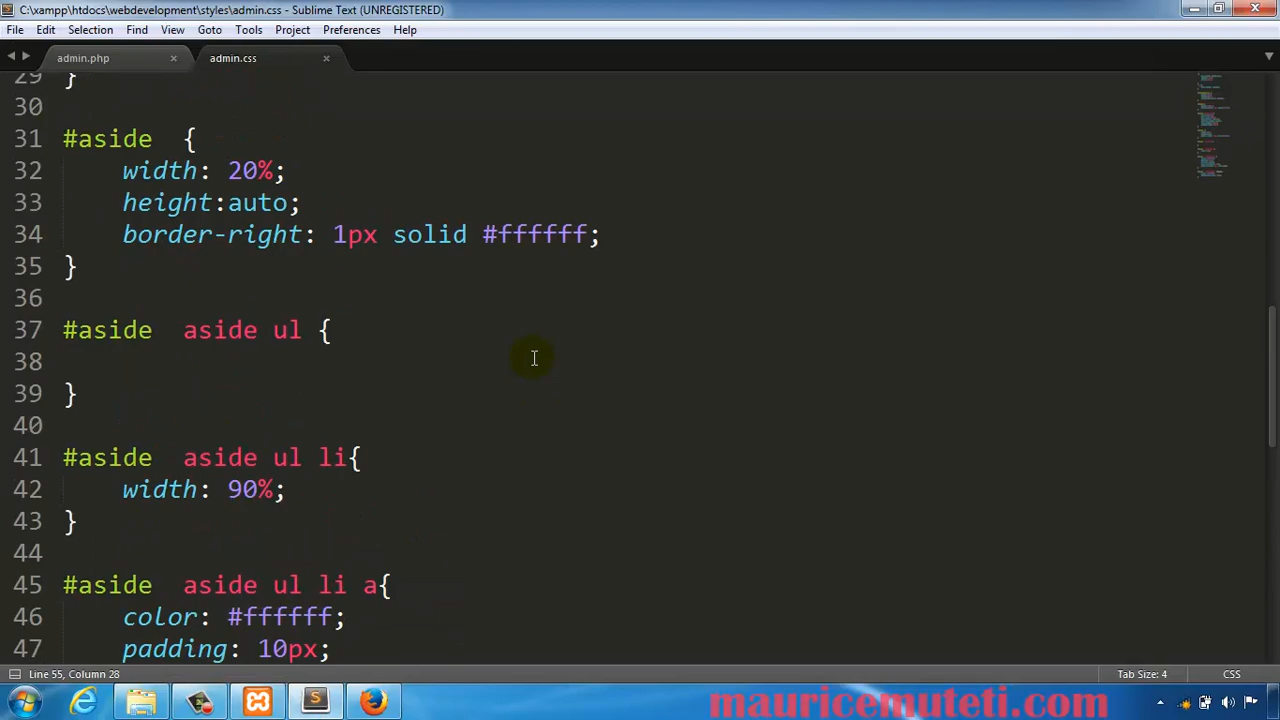 C:\xampp\htdocs\webdevelopment\styles\admin.css - Sublime Text (UNREGISTERED)
File Edit Selection Find View Goto Tools Project Preferences Help
admin.php × admin.css ×
29 }
30
31 #aside  {
32 width: 20%;
33 height:auto;
34 border-right: 1px solid #ffffff;
35 }
36
37 #aside  aside ul {
38
39 }
40
41 #aside  aside ul li{
42 width: 90%;
43 }
44
45 #aside  aside ul li a{
46 color: #ffffff;
47 padding: 10px;
Line 55, Column 28 Tab Size: 4 CSS
mauricemuteti.com